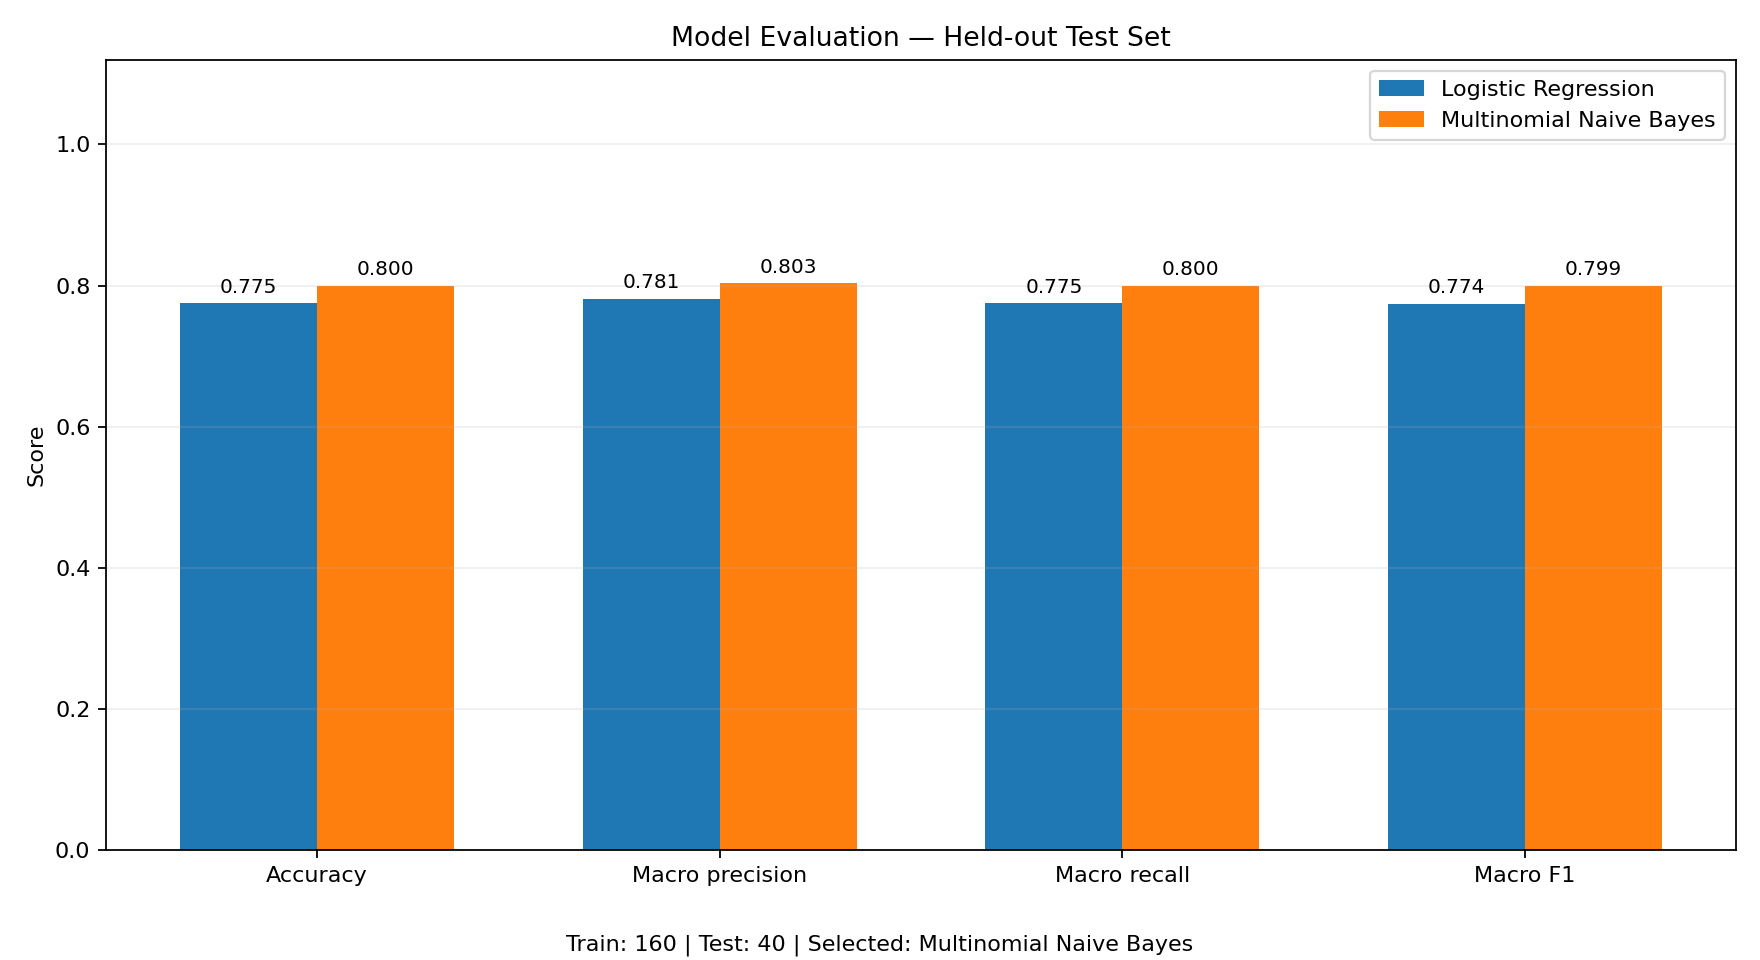 Model Evaluation — Held-out Test Set
Logistic Regression
Multinomial Naive Bayes
Score
1.0
0.8
0.6
0.4
0.2
0.0
0.775
0.800
0.781
0.803
0.775
0.800
0.774
0.799
Accuracy
Macro precision
Macro recall
Macro F1
Train: 160 | Test: 40 | Selected: Multinomial Naive Bayes